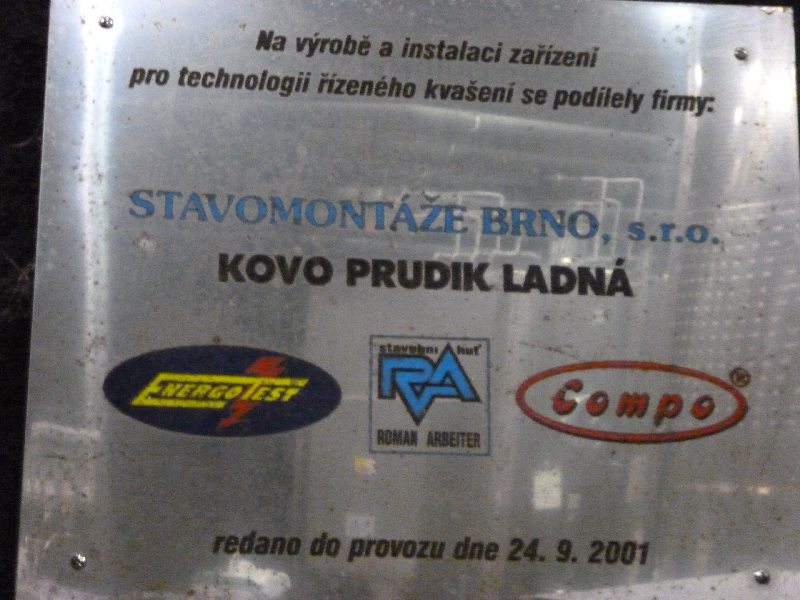 Na výrobě a instalaci zařízení
pro technologii řízeného kvašení se podílely firmy:
STAVOMONTÁŽE BRNO, s.r.o.
KOVO PRUDIK LADNÁ
ENERGOTEST
stavební huť
RA
ROMAN ARBEITER
Compo®
redano do provozu dne 24. 9. 2001